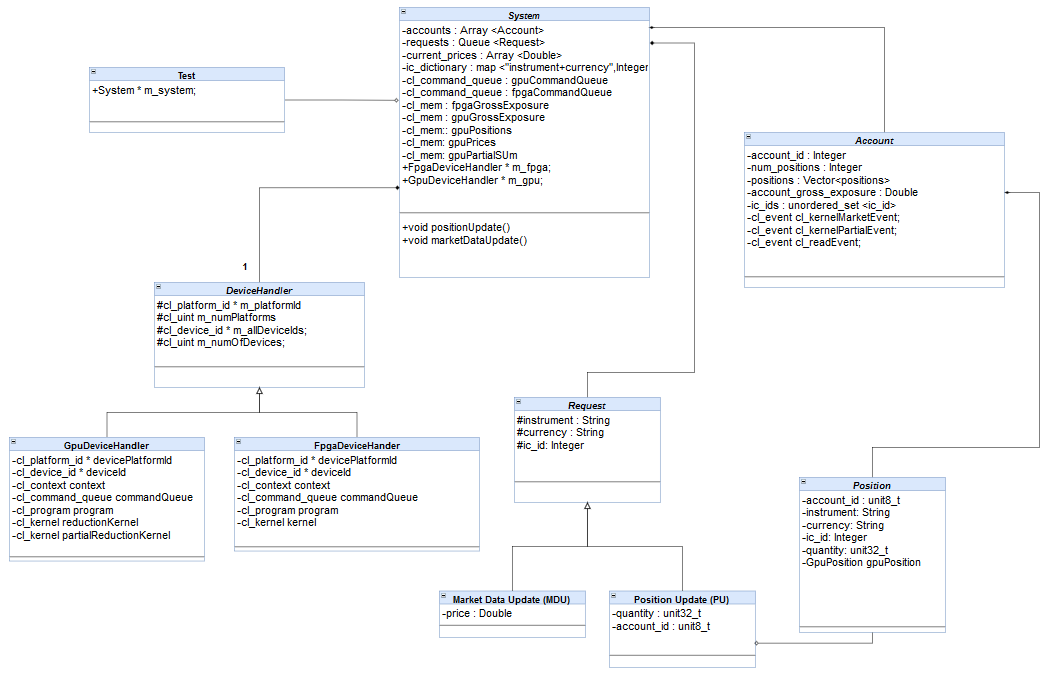 System
-accounts : Array <Account>
-requests : Queue <Request>
-current_prices : Array <Double>
-ic_dictionary : map <"instrument+currency",Integer
-cl_command_queue : gpuCommandQueue
-cl_command_queue : fpgaCommandQueue
-cl_mem : fpgaGrossExposure
-cl_mem : gpuGrossExposure
-cl_mem:: gpuPositions
-cl_mem: gpuPrices
-cl_mem: gpuPartialSUm
+FpgaDeviceHandler * m_fpga;
+GpuDeviceHandler * m_gpu;
+void positionUpdate()
+void marketDataUpdate()
Test
+System * m_system;
Account
-account_id : Integer
-num_positions : Integer
-positions : Vector<positions>
-account_gross_exposure : Double
-ic_ids : unordered_set <ic_id>
-cl_event cl_kernelMarketEvent;
-cl_event cl_kernelPartialEvent;
-cl_event cl_readEvent;
1
DeviceHandler
#cl_platform_id * m_platformId
#cl_uint m_numPlatforms
#cl_device_id * m_allDeviceIds;
#cl_uint m_numOfDevices;
Request
#instrument : String
#currency : String
#ic_id: Integer
GpuDeviceHandler
-cl_platform_id * devicePlatformId
-cl_device_id * deviceId
-cl_context context
-cl_command_queue commandQueue
-cl_program program
-cl_kernel reductionKernel
-cl_kernel partialReductionKernel
FpgaDeviceHander
-cl_platform_id * devicePlatformId
-cl_device_id * deviceId
-cl_context context
-cl_command_queue commandQueue
-cl_program program
-cl_kernel kernel
Position
-account_id : unit8_t
-instrument: String
-currency: String
-ic_id: Integer
-quantity: unit32_t
-GpuPosition gpuPosition
Market Data Update (MDU)
-price : Double
Position Update (PU)
-quantity : unit32_t
-account_id : unit8_t